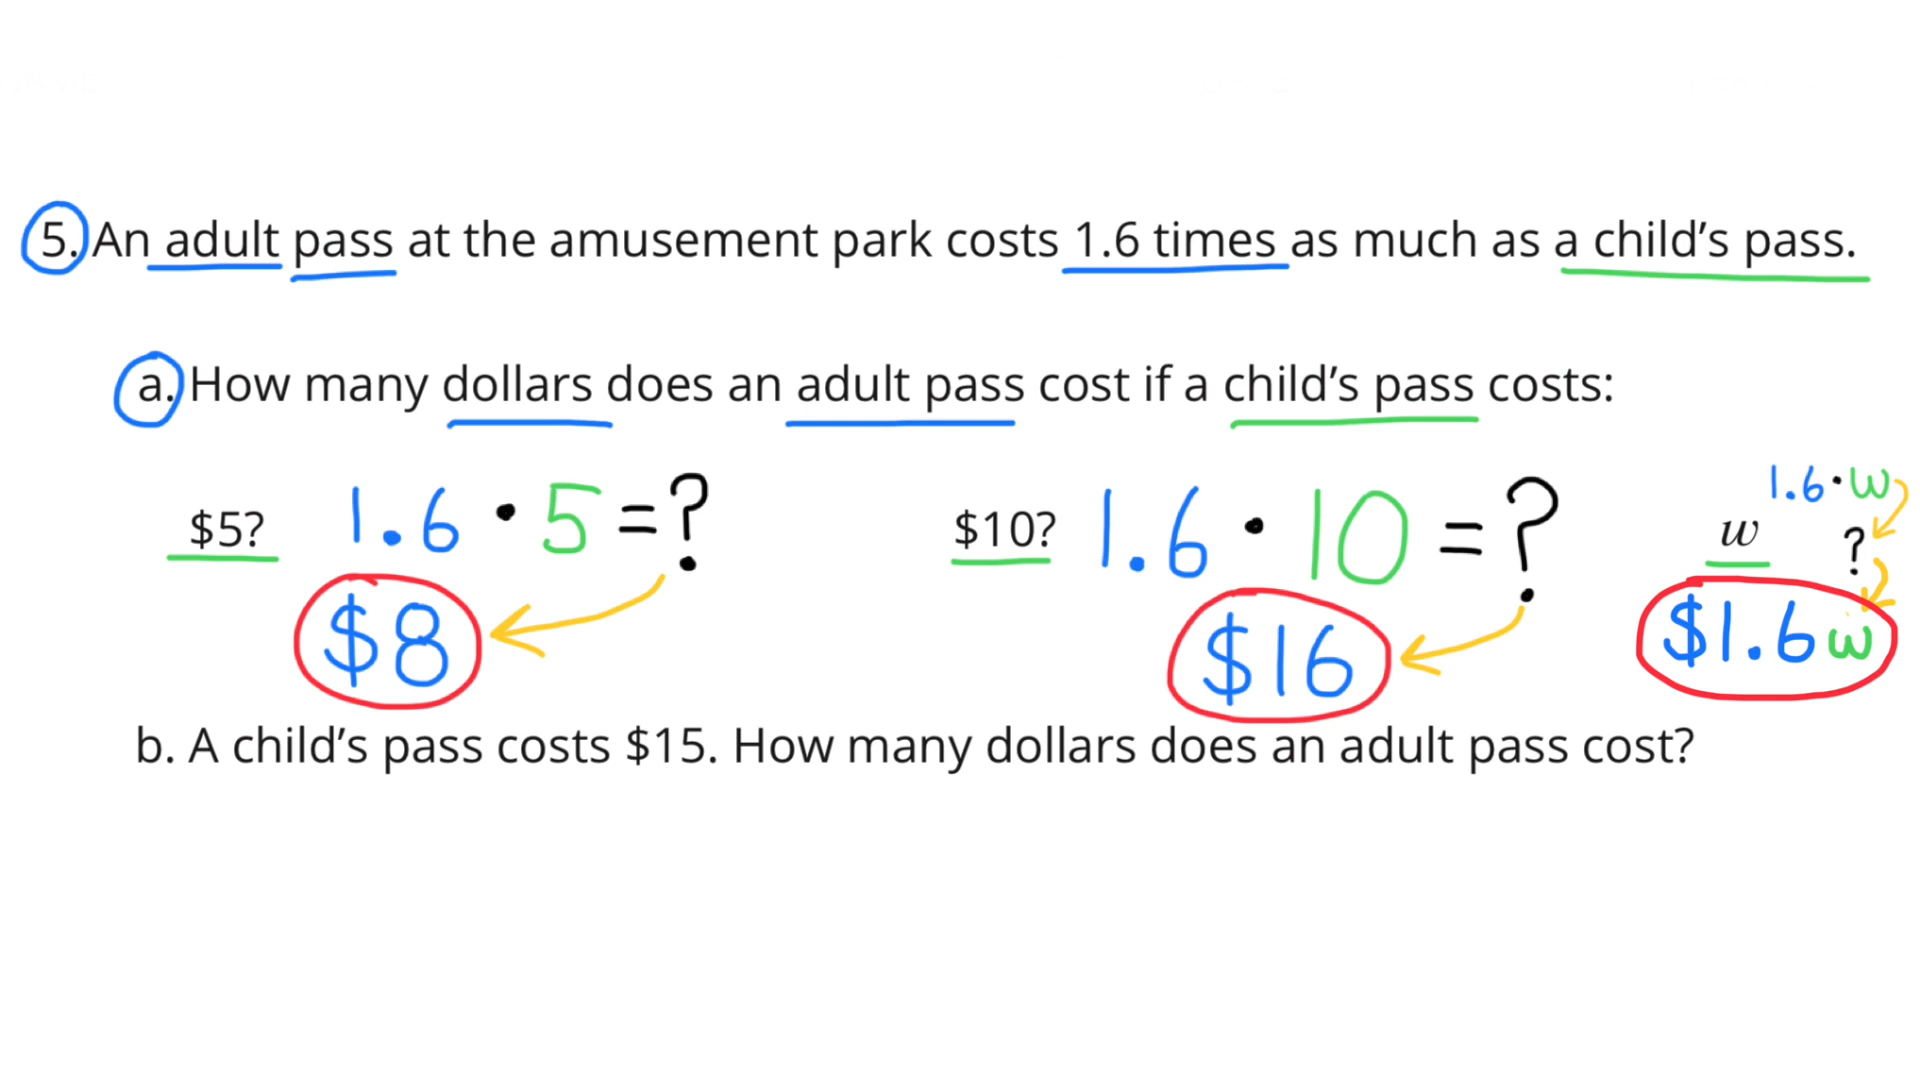 5. An adult pass at the amusement park costs 1.6 times as much as a child's pass.
a. How many dollars does an adult pass cost if a child's pass costs:
$5? 1.6 · 5 = ? $10? 1.6 · 10 = ? w 1.6 · w ?
$8 $16 $1.6w
b. A child's pass costs $15. How many dollars does an adult pass cost?